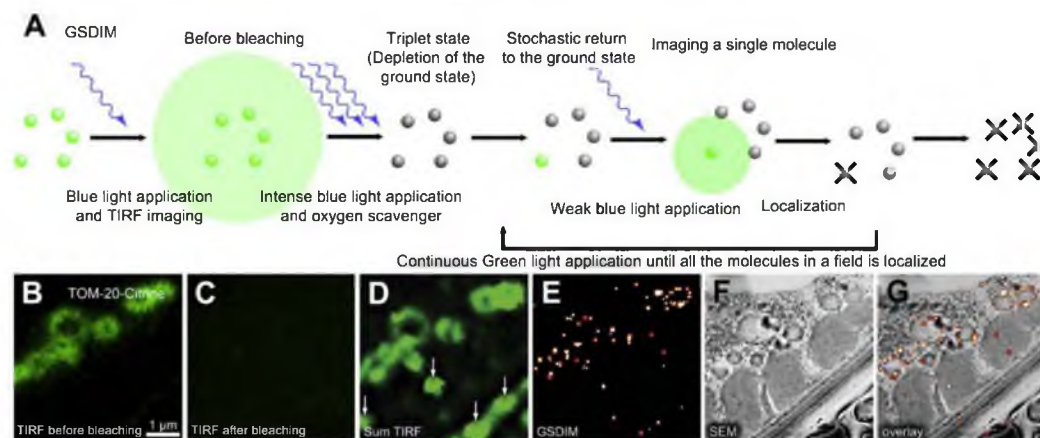 A
GSDIM
Before bleaching
Triplet state
(Depletion of the
ground state)
Stochastic return
to the ground state
Imaging a single molecule
Blue light application
and TIRF imaging
Intense blue light application
and oxygen scavenger
Weak blue light application
Localization
Continuous Green light application until all the molecules in a field is localized
B
TOM-20-Citrine
TIRF before bleaching
1 µm
C
TIRF after bleaching
D
Sum TIRF
E
GSDIM
F
SEM
G
overlay